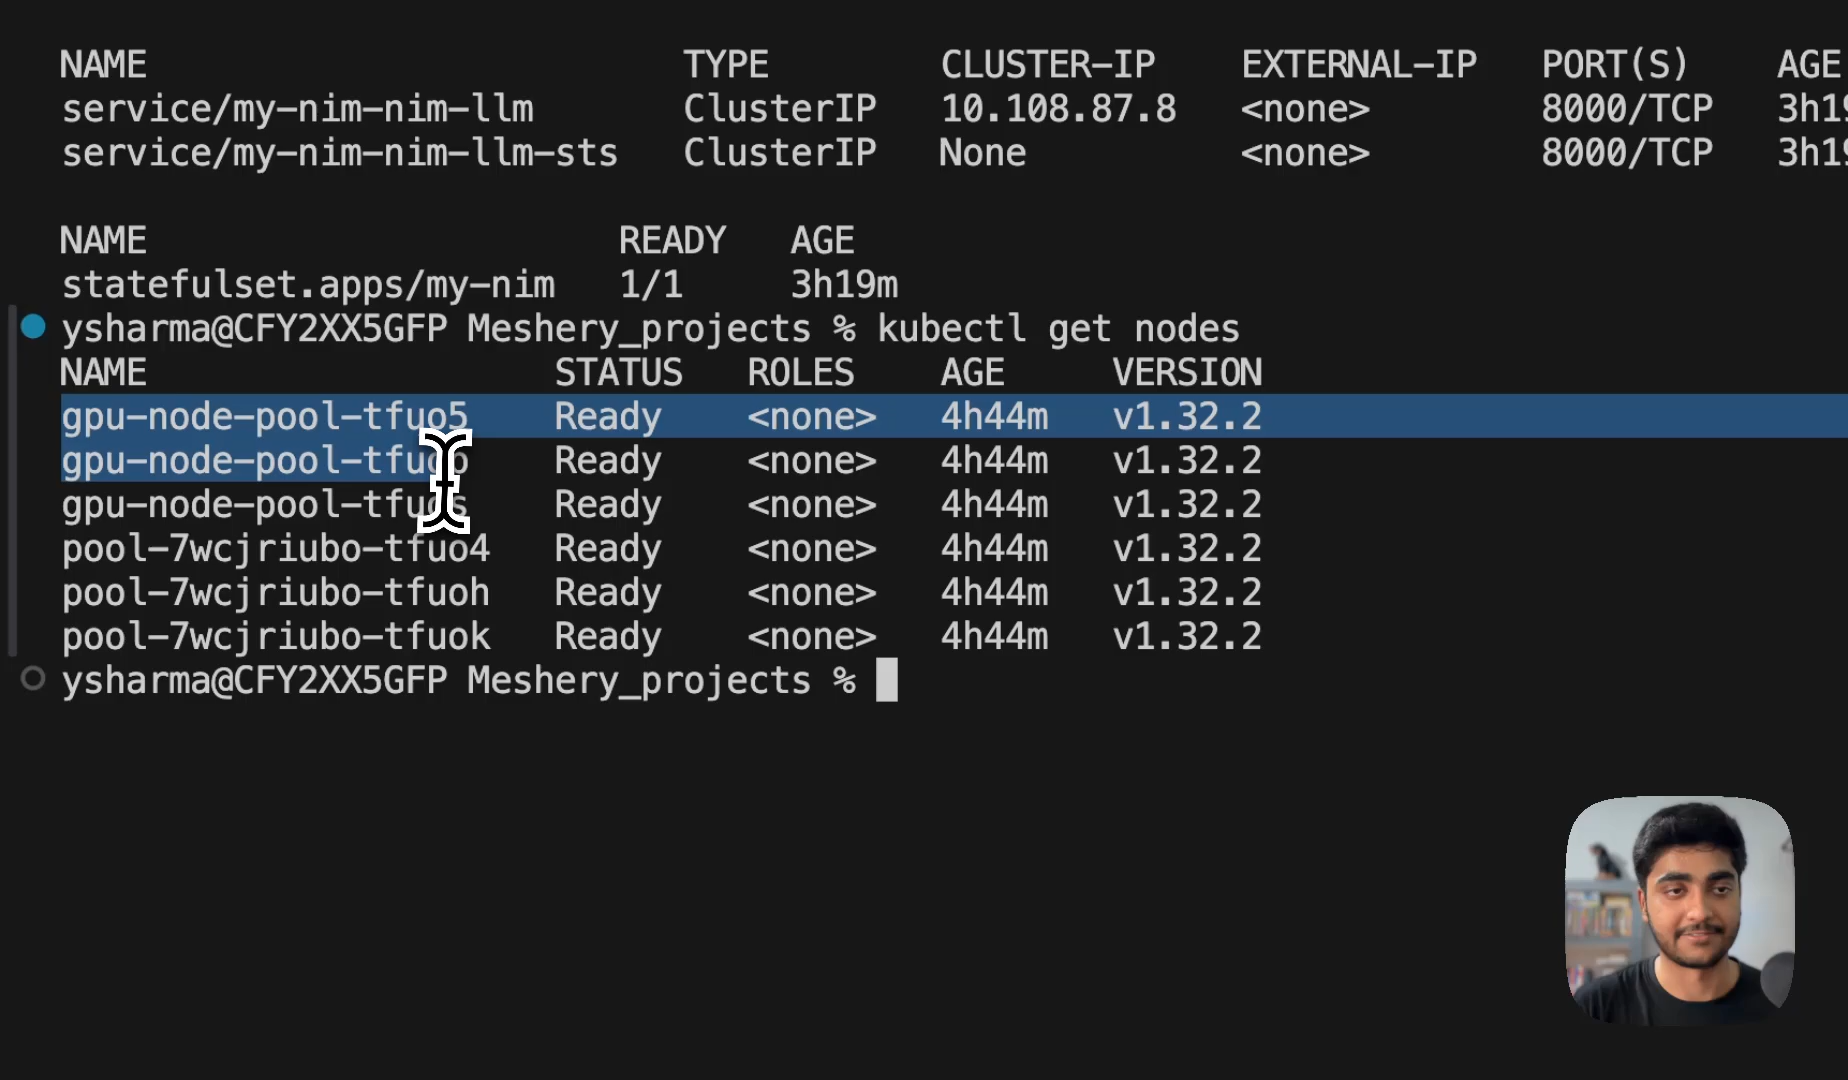 NAME TYPE CLUSTER-IP EXTERNAL-IP PORT(S) AGE
service/my-nim-nim-llm ClusterIP 10.108.87.8 <none> 8000/TCP
service/my-nim-nim-llm-sts ClusterIP None <none> 8000/TCP
NAME READY AGE
statefulset.apps/my-nim 1/1 3h19m
ysharma@CFY2XX5GFP Meshery_projects % kubectl get nodes
NAME STATUS ROLES AGE VERSION
gpu-node-pool-tfuo5 Ready <none> 4h44m v1.32.2
Ready <none> 4h44m v1.32.2
Ready <none> 4h44m v1.32.2
pool-7wcjriubo-tfuo4 Ready <none> 4h44m v1.32.2
pool-7wcjriubo-tfuoh Ready <none> 4h44m v1.32.2
pool-7wcjriubo-tfuok Ready <none> 4h44m v1.32.2
ysharma@CFY2XX5GFP Meshery_projects %